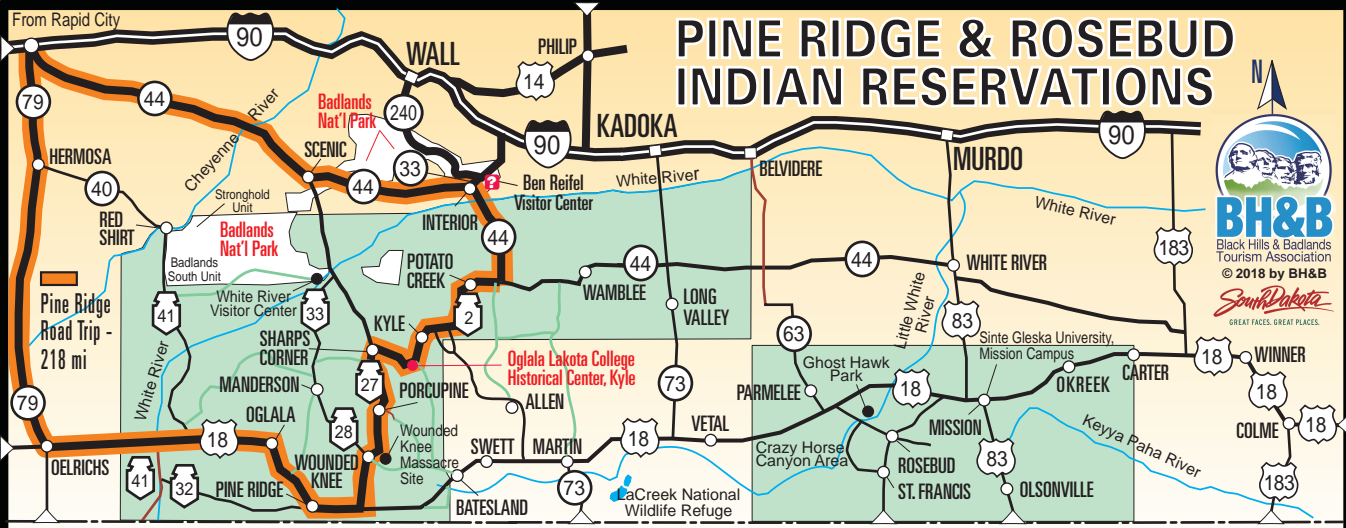 From Rapid City
PINE RIDGE & ROSEBUD
INDIAN RESERVATIONS
90
WALL
PHILIP
14
N
79
44
240
Badlands
Nat'l Park
Cheyenne River
SCENIC
33
90
KADOKA
90
MURDO
BELVIDERE
HERMOSA
40
44
Ben Reifel
Visitor Center
?
White River
White River
Stronghold
Unit
RED
SHIRT
Badlands
Nat'l Park
INTERIOR
44
183
BH&B
Black Hills & Badlands
Tourism Association
© 2018 by BH&B
SouthDakota
GREAT FACES. GREAT PLACES.
Badlands
South Unit
POTATO
CREEK
44
WAMBLEE
44
WHITE RIVER
Pine Ridge
Road Trip -
218 mi
White River
Visitor Center
41
33
2
LONG
VALLEY
Little White
River
83
63
KYLE
SHARPS
CORNER
Sinte Gleska University,
Mission Campus
18
WINNER
Oglala Lakota College
Historical Center, Kyle
Ghost Hawk
Park
CARTER
White River
MANDERSON
27
PORCUPINE
73
PARMELEE
18
OKREEK
18
79
OGLALA
ALLEN
18
28
Wounded
Knee
Massacre
Site
SWETT
MARTIN
18
VETAL
MISSION
COLME
18
Keyya Paha River
OELRICHS
WOUNDED
KNEE
Crazy Horse
Canyon Area
ROSEBUD
83
41
32
PINE RIDGE
BATESLAND
73
LaCreek National
Wildlife Refuge
ST. FRANCIS
OLSONVILLE
183